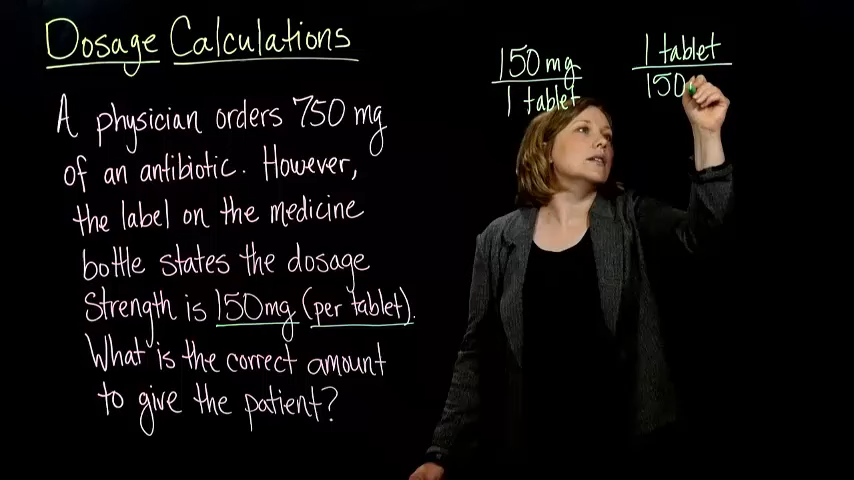 Dosage Calculations
A physician orders 750 mg
of an antibiotic. However,
the label on the medicine
bottle states the dosage
Strength is 150mg (per tablet).
What is the correct amount
to give the patient?
150 mg
1 tablet
1 tablet
150